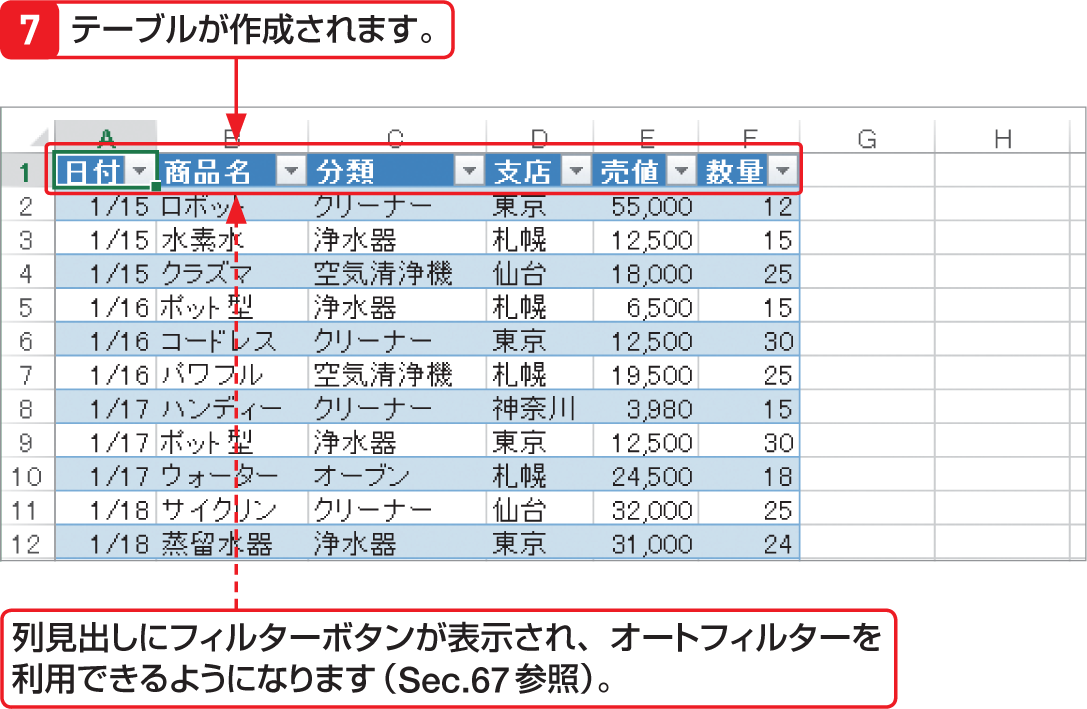 7 テーブルが作成されます。
A B C D E F G H
1 日付 商品名 分類 支店 売値 数量
2 1/15 ロボット クリーナー 東京 55,000 12
3 1/15 水素水 浄水器 札幌 12,500 15
4 1/15 クラズマ 空気清浄機 仙台 18,000 25
5 1/16 ポット型 浄水器 札幌 6,500 15
6 1/16 コードレス クリーナー 東京 12,500 30
7 1/16 パワフル 空気清浄機 札幌 19,500 25
8 1/17 ハンディー クリーナー 神奈川 3,980 15
9 1/17 ポット型 浄水器 東京 12,500 30
10 1/17 ウォーター オーブン 札幌 24,500 18
11 1/18 サイクリン クリーナー 仙台 32,000 25
12 1/18 蒸留水器 浄水器 東京 31,000 24
列見出しにフィルターボタンが表示され、オートフィルターを
利用できるようになります（Sec.67参照）。